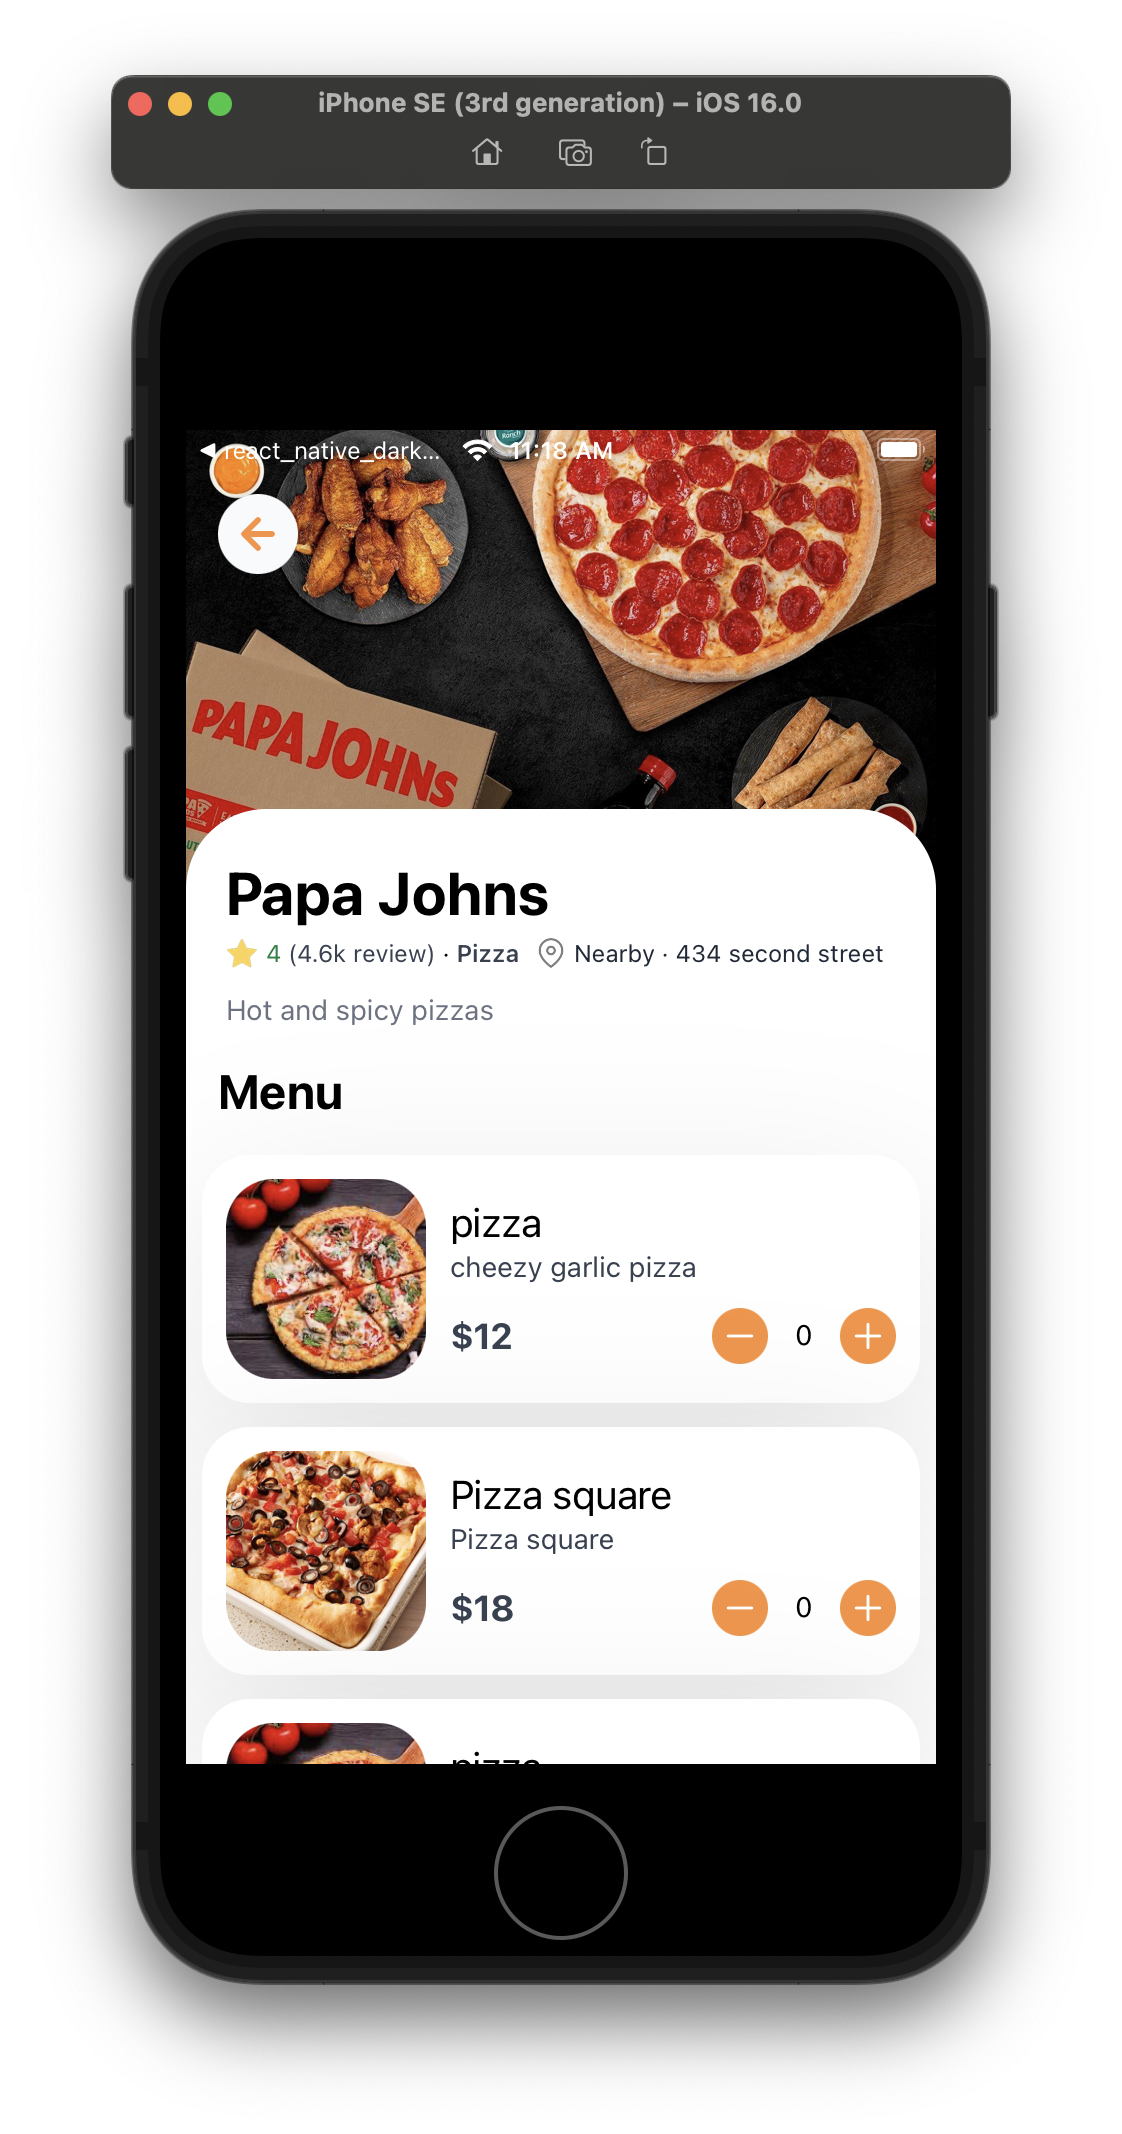 iPhone SE (3rd generation) – iOS 16.0
◀ react_native_dark... 11:18 AM
Ranch
PAPA JOHNS
Papa Johns
4 (4.6k review) · Pizza Nearby · 434 second street
Hot and spicy pizzas
Menu
pizza
cheezy garlic pizza
$12
0
Pizza square
Pizza square
$18
0
pizza